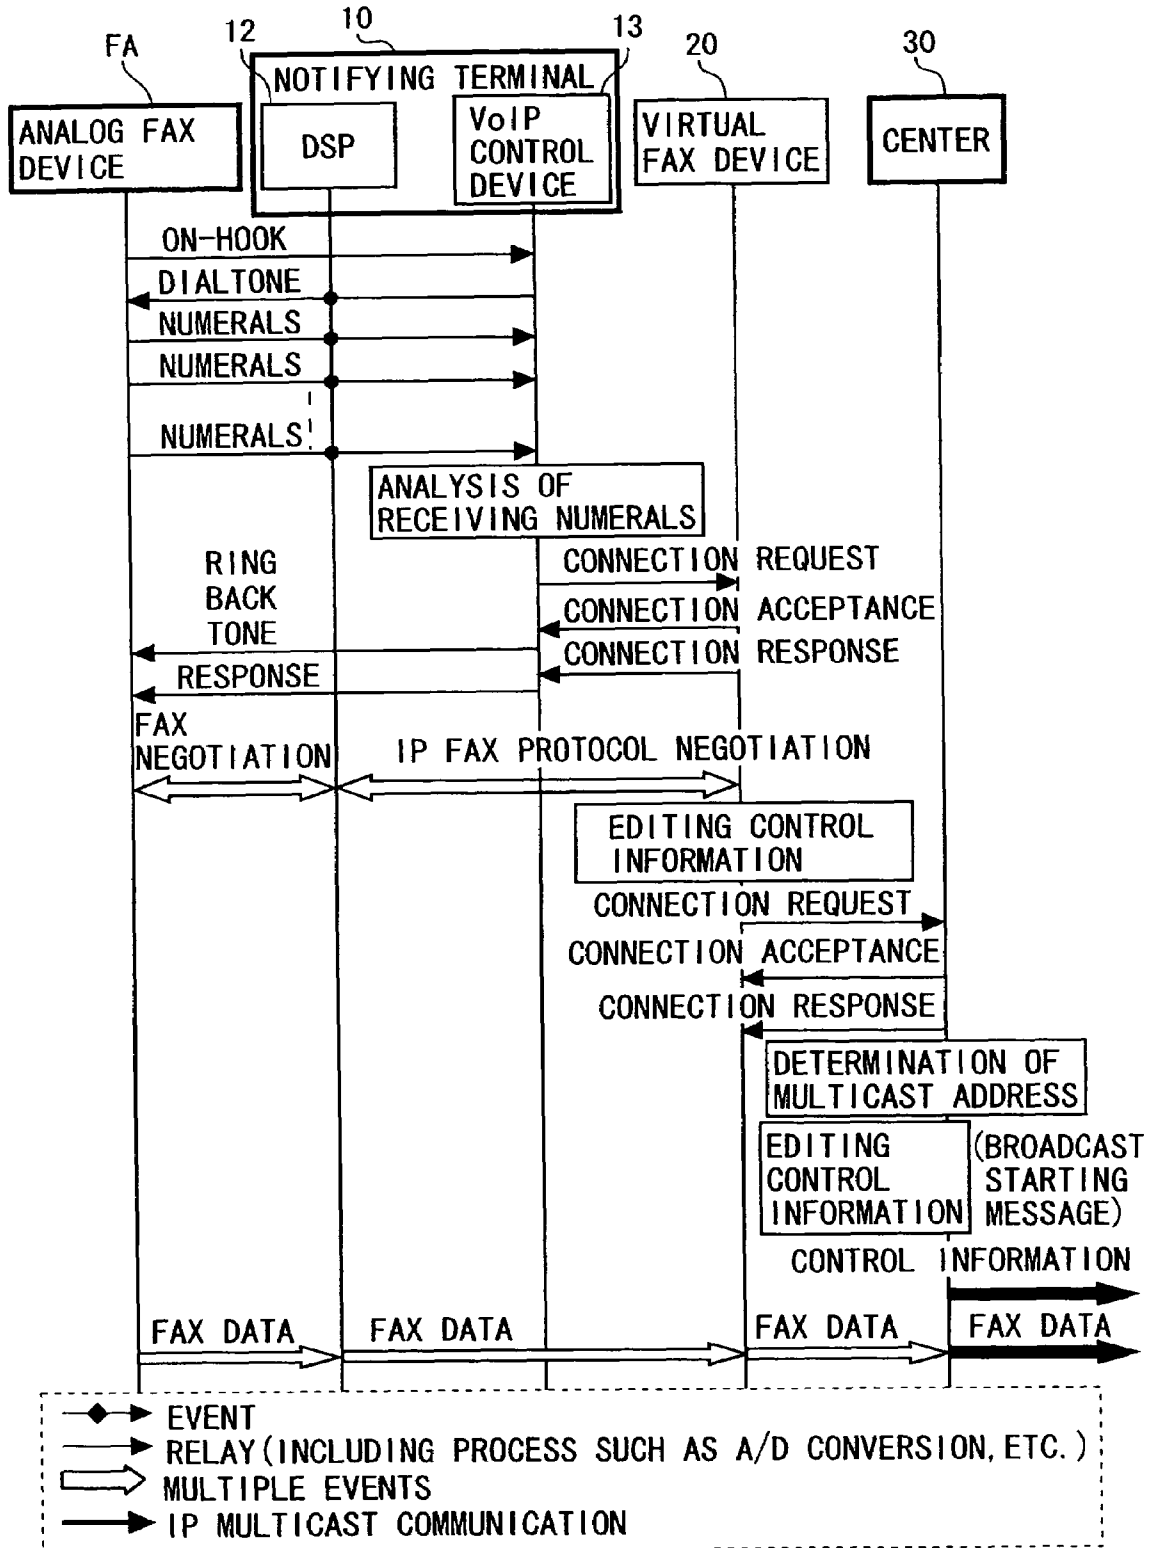 FA
12
10
13
20
30
NOTIFYING TERMINAL
ANALOG FAX
DEVICE
DSP
VoIP
CONTROL
DEVICE
VIRTUAL
FAX DEVICE
CENTER
ON-HOOK
DIALTONE
NUMERALS
NUMERALS
NUMERALS
ANALYSIS OF
RECEIVING NUMERALS
CONNECTION REQUEST
RING
BACK
TONE
CONNECTION ACCEPTANCE
CONNECTION RESPONSE
RESPONSE
FAX
NEGOTIATION
IP FAX PROTOCOL NEGOTIATION
EDITING CONTROL
INFORMATION
CONNECTION REQUEST
CONNECTION ACCEPTANCE
CONNECTION RESPONSE
DETERMINATION OF
MULTICAST ADDRESS
EDITING
CONTROL
INFORMATION
(BROADCAST
STARTING
MESSAGE)
CONTROL INFORMATION
FAX DATA
FAX DATA
FAX DATA
FAX DATA
EVENT
RELAY(INCLUDING PROCESS SUCH AS A/D CONVERSION, ETC.)
MULTIPLE EVENTS
IP MULTICAST COMMUNICATION